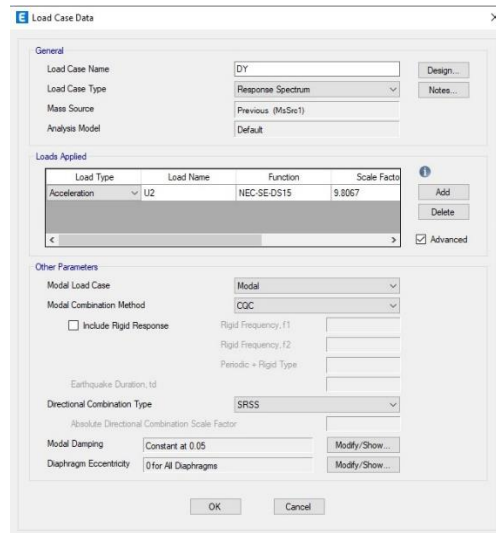 E Load Case Data
General
Load Case Name DY Design...
Load Case Type Response Spectrum Notes...
Mass Source Previous (MsSrc1)
Analysis Model Default
Loads Applied
Load Type Load Name Function Scale Facto
Acceleration U2 NEC-SE-DS15 9.8067 Add
Delete
Advanced
Other Parameters
Modal Load Case Modal
Modal Combination Method CQC
Include Rigid Response Rigid Frequency, f1
Rigid Frequency, f2
Periodic + Rigid Type
Earthquake Duration, td
Directional Combination Type SRSS
Absolute Directional Combination Scale Factor
Modal Damping Constant at 0.05 Modify/Show...
Diaphragm Eccentricity 0 for All Diaphragms Modify/Show...
OK Cancel